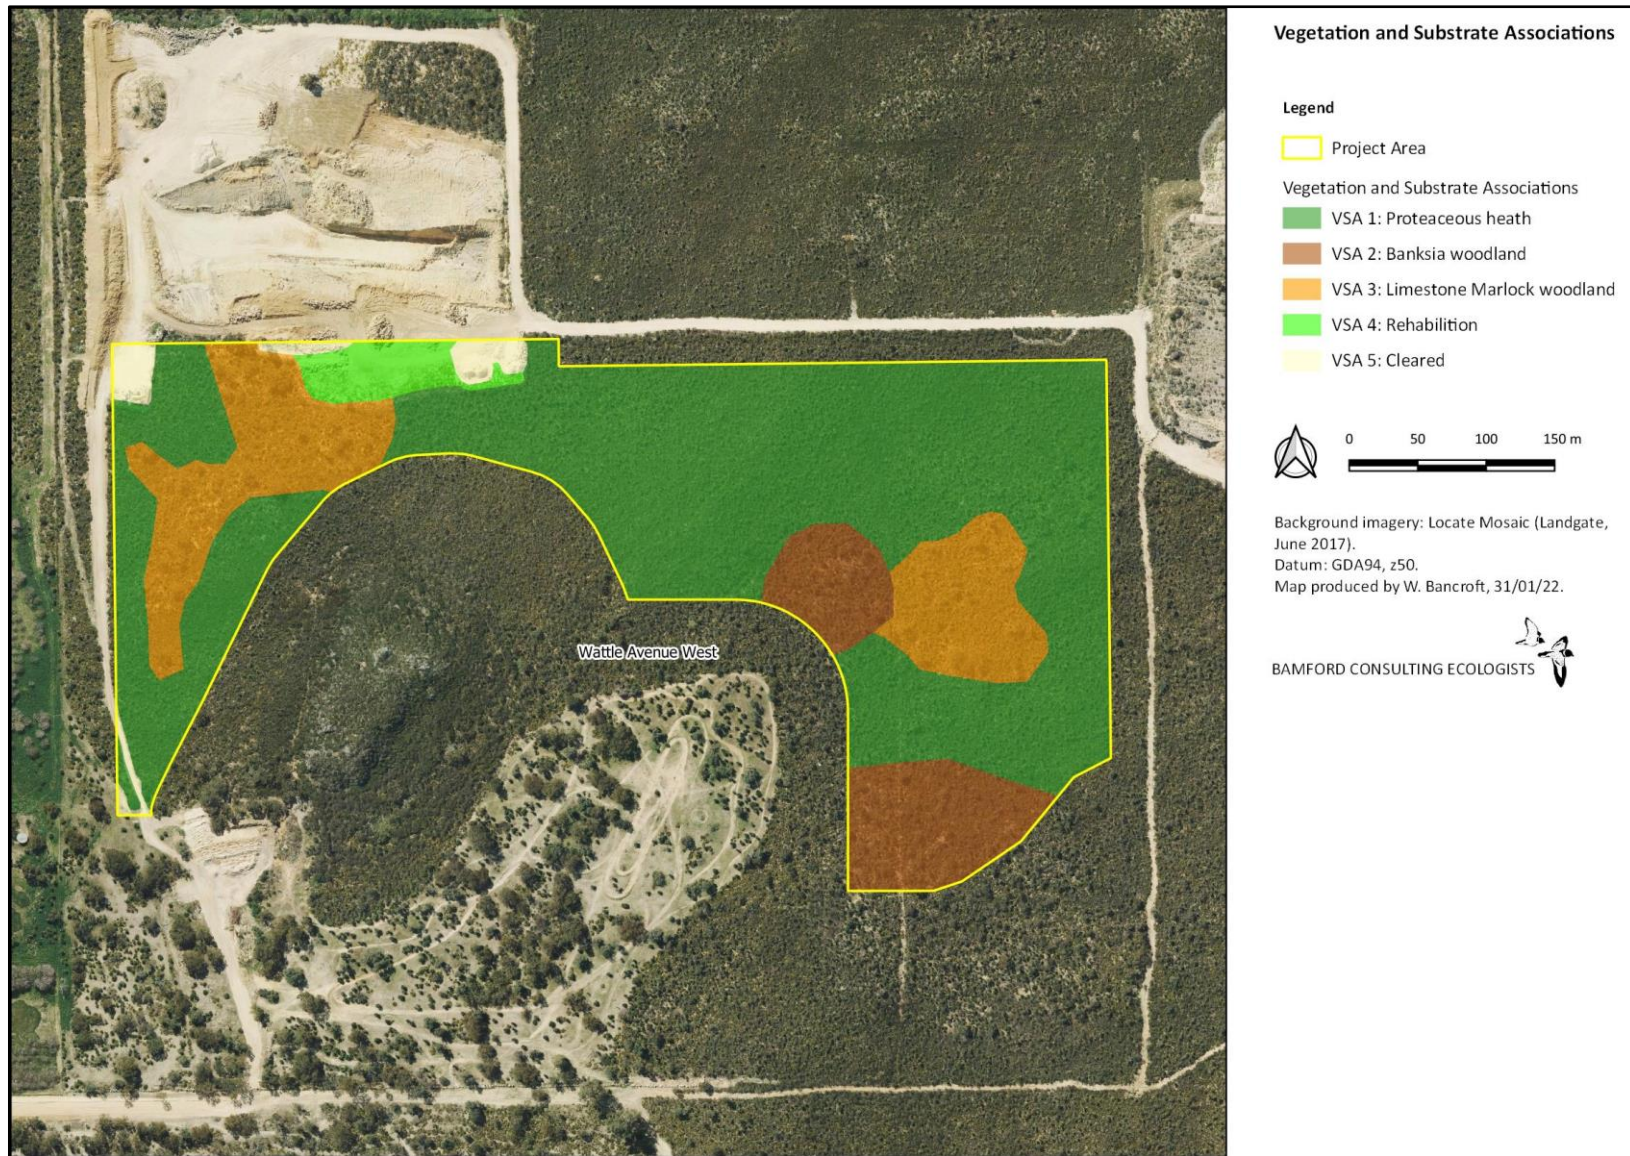 Vegetation and Substrate Associations
Legend
Project Area
Vegetation and Substrate Associations
VSA 1: Proteaceous heath
VSA 2: Banksia woodland
VSA 3: Limestone Marlock woodland
VSA 4: Rehabilition
VSA 5: Cleared
0 50 100 150 m
Background imagery: Locate Mosaic (Landgate,
June 2017).
Datum: GDA94, z50.
Map produced by W. Bancroft, 31/01/22.
BAMFORD CONSULTING ECOLOGISTS
Wattle Avenue West